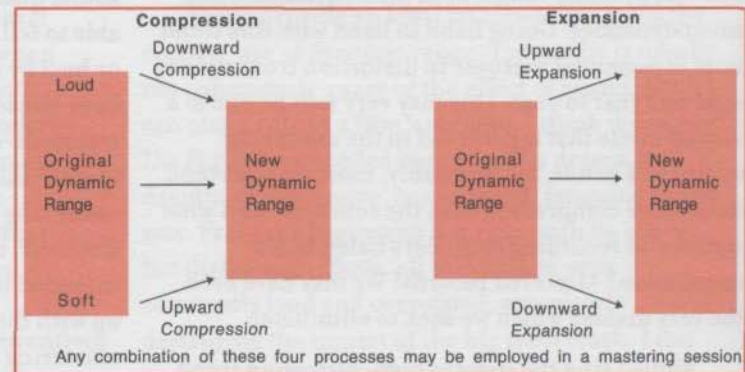 Compression
Expansion
Downward
Compression
Upward
Expansion
Loud
Original
Dynamic
Range
New
Dynamic
Range
Original
Dynamic
Range
New
Dynamic
Range
Soft
Upward
Compression
Downward
Expansion
Any combination of these four processes may be employed in a mastering session